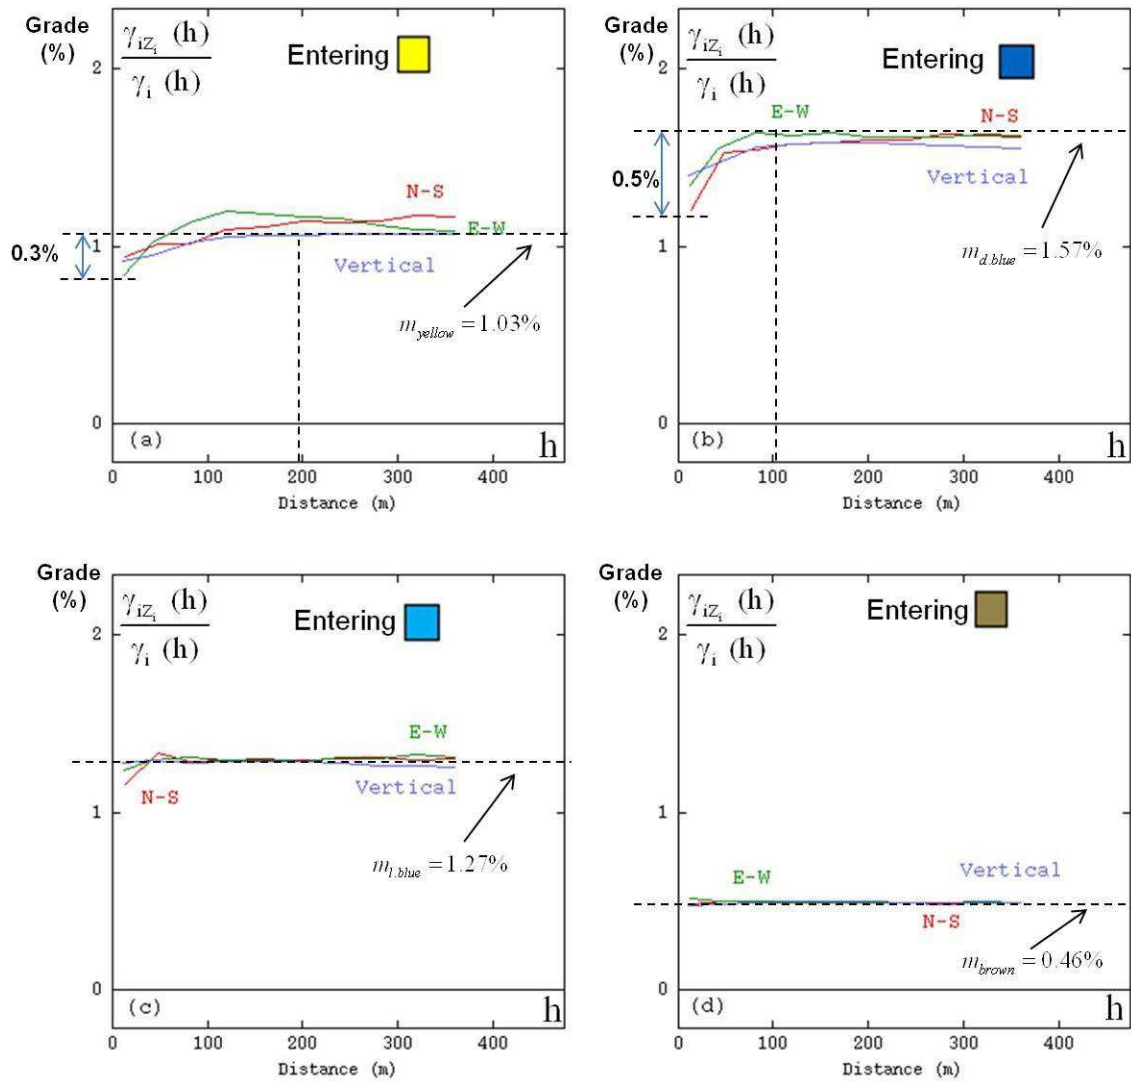 Grade
(%)
γiZi (h)
γi (h)
Entering
2
N-S
E-W
0.3%
1
Vertical
myellow = 1.03%
0
(a)
h
0 100 200 300 400
Distance (m)
Grade
(%)
γiZi (h)
γi (h)
Entering
2
E-W
N-S
0.5%
Vertical
1
md.blue = 1.57%
0
(b)
h
0 100 200 300 400
Distance (m)
Grade
(%)
γiZi (h)
γi (h)
Entering
2
E-W
Vertical
N-S
1
ml.blue = 1.27%
0
(c)
h
0 100 200 300 400
Distance (m)
Grade
(%)
γiZi (h)
γi (h)
Entering
2
1
E-W
Vertical
N-S
mbrown = 0.46%
0
(d)
h
0 100 200 300 400
Distance (m)